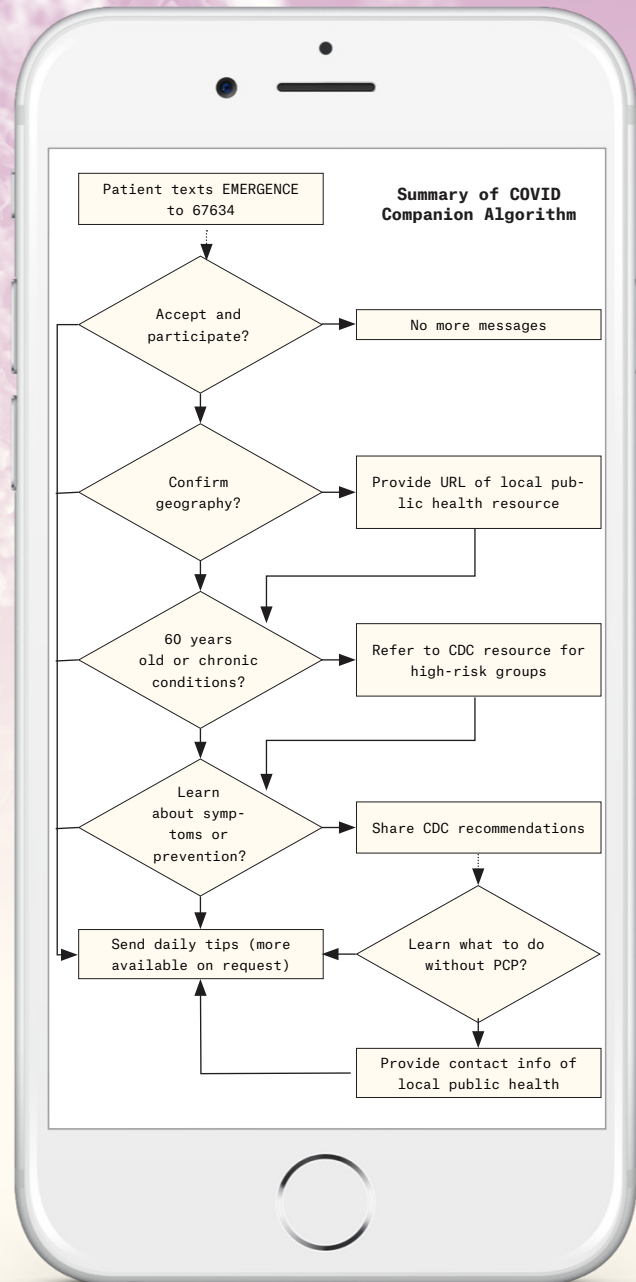 Patient texts EMERGENCE
to 67634
Summary of COVID
Companion Algorithm
Accept and
participate?
No more messages
Confirm
geography?
Provide URL of local pub-
lic health resource
60 years
old or chronic
conditions?
Refer to CDC resource for
high-risk groups
Learn
about symp-
toms or
prevention?
Share CDC recommendations
Send daily tips (more
available on request)
Learn what to do
without PCP?
Provide contact info of
local public health